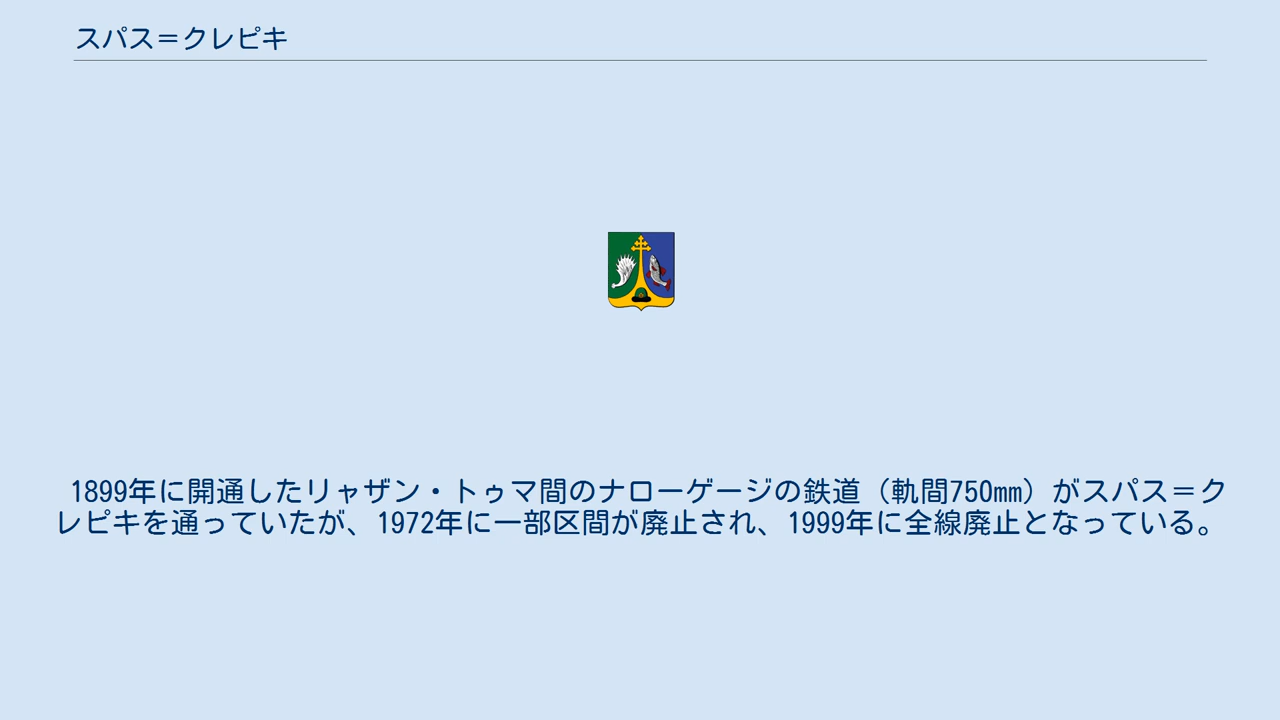 スパス＝クレピキ
1899年に開通したリャザン・トゥマ間のナローゲージの鉄道（軌間750㎜）がスパス＝ク
レピキを通っていたが、1972年に一部区間が廃止され、1999年に全線廃止となっている。